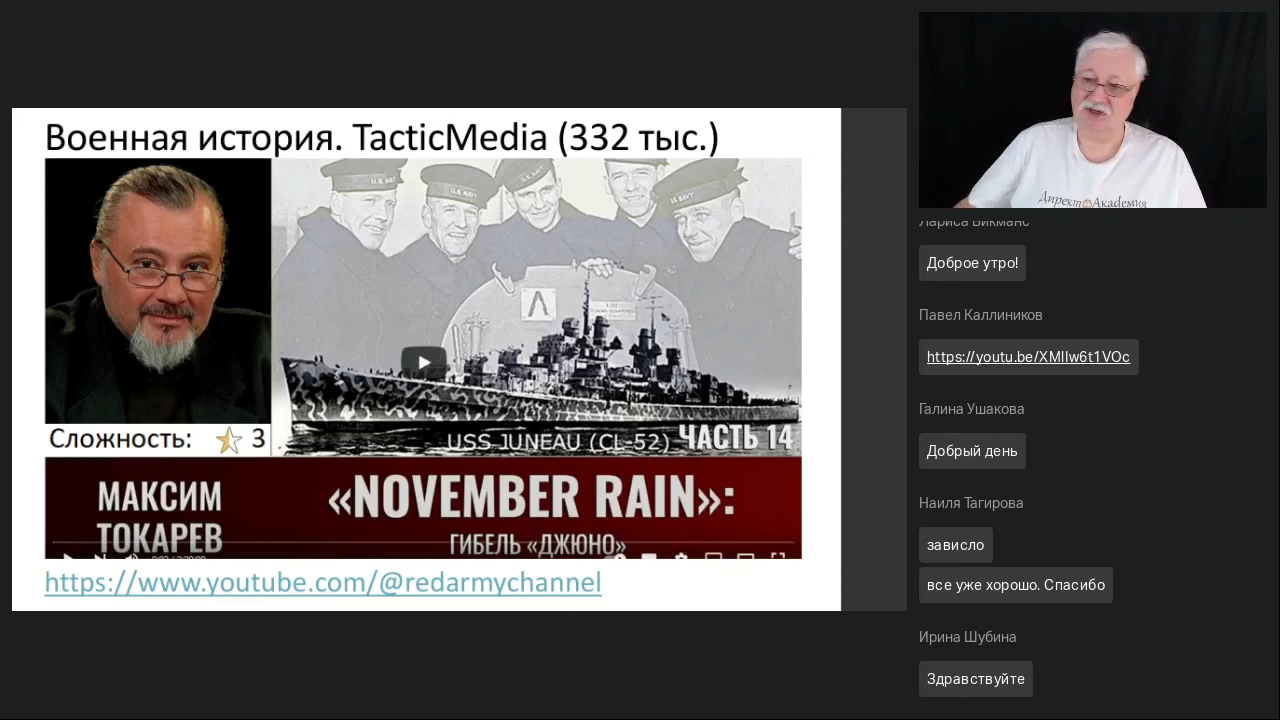 Военная история. TacticMedia (332 тыс.)
U.S. NAVY
Сложность: 3
USS JUNEAU (CL-52)
ЧАСТЬ 14
МАКСИМ
ТОКАРЕВ
«NOVEMBER RAIN»:
ГИБЕЛЬ «ДЖЮНО»
https://www.youtube.com/@redarmychannel
Директ Академия
Лариса Викманс
Доброе утро!
Павел Каллиников
https://youtu.be/XMIlw6t1VOc
Галина Ушакова
Добрый день
Наиля Тагирова
зависло
все уже хорошо. Спасибо
Ирина Шубина
Здравствуйте